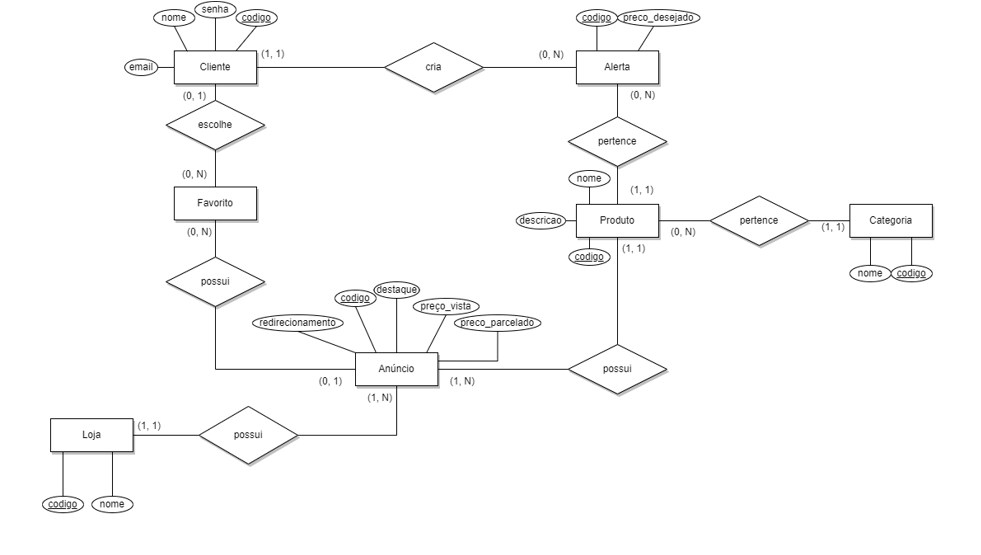 senha
nome
codigo
codigo
preco_desejado
(1, 1)
(0, N)
email
Cliente
cria
Alerta
(0, 1)
(0, N)
escolhe
pertence
(0, N)
nome
(1, 1)
Favorito
descricao
Produto
pertence
Categoria
(0, N)
(0, N)
(1, 1)
(1, 1)
codigo
nome
codigo
possui
destaque
codigo
preço_vista
redirecionamento
preco_parcelado
Anúncio
possui
(0, 1)
(1, N)
(1, N)
(1, 1)
Loja
possui
codigo
nome